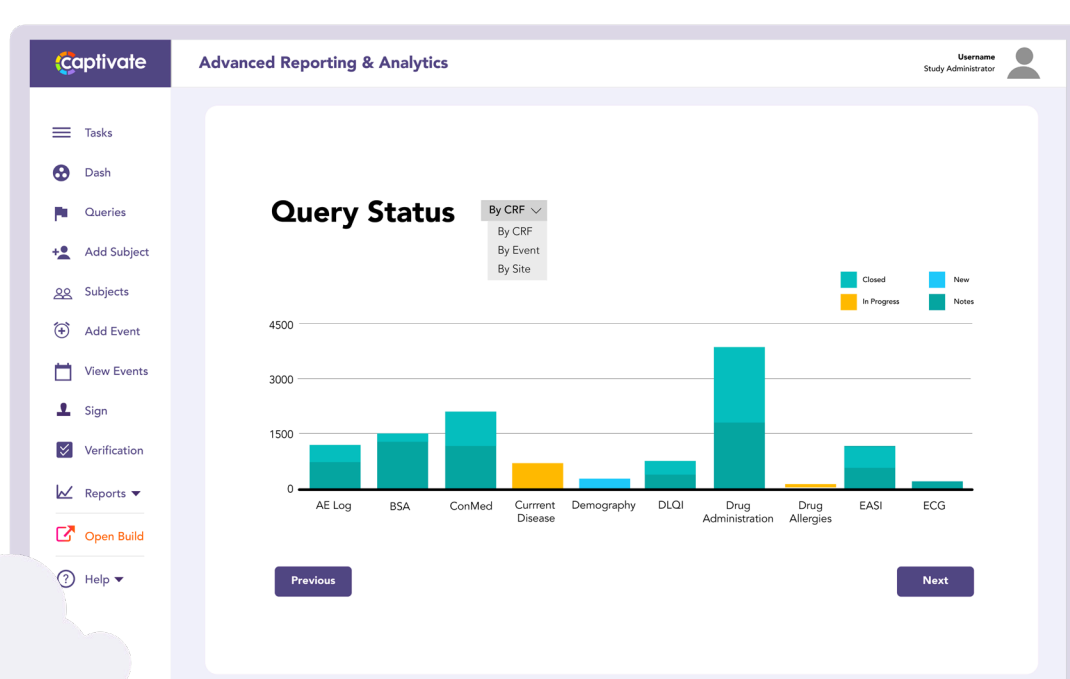 captivate
Advanced Reporting & Analytics
Username
Study Administrator
Tasks
Dash
Queries
Add Subject
Subjects
Add Event
View Events
Sign
Verification
Reports
Open Build
? Help
Query Status
By CRF
By CRF
By Event
By Site
Closed
New
In Progress
Notes
4500
3000
1500
0
AE Log
BSA
ConMed
Currrent
Disease
Demography
DLQI
Drug
Administration
Drug
Allergies
EASI
ECG
Previous
Next